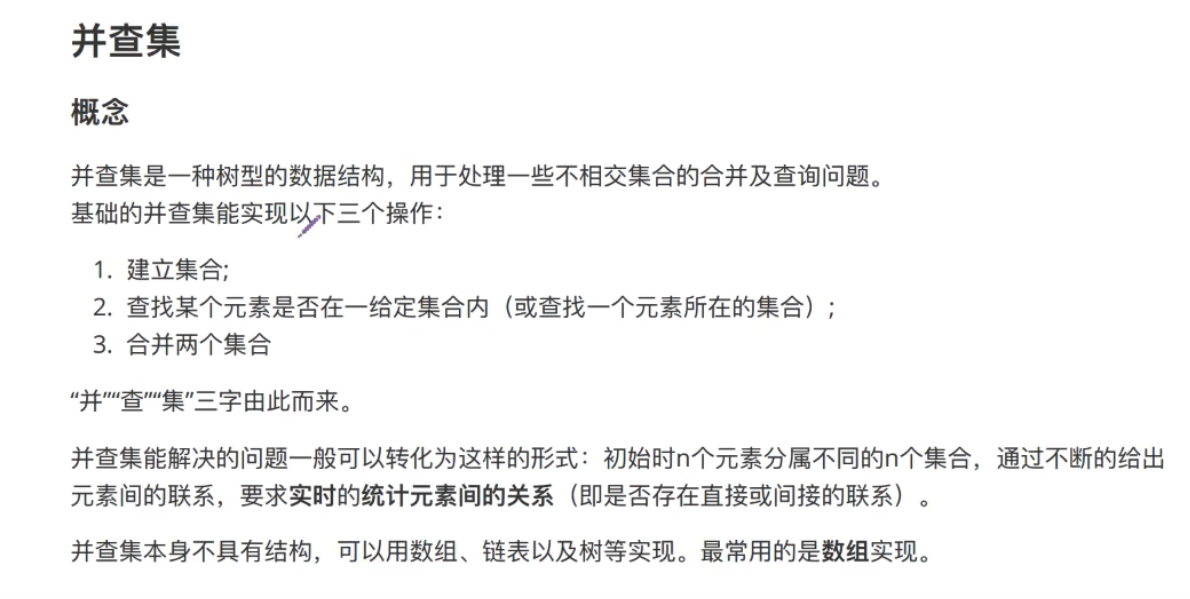 并查集
概念
并查集是一种树型的数据结构，用于处理一些不相交集合的合并及查询问题。
基础的并查集能实现以下三个操作：
1. 建立集合;
2. 查找某个元素是否在一给定集合内（或查找一个元素所在的集合）;
3. 合并两个集合
“并”“查”“集”三字由此而来。
并查集能解决的问题一般可以转化为这样的形式：初始时n个元素分属不同的n个集合，通过不断的给出
元素间的联系，要求实时的统计元素间的关系（即是否存在直接或间接的联系）。
并查集本身不具有结构，可以用数组、链表以及树等实现。最常用的是数组实现。